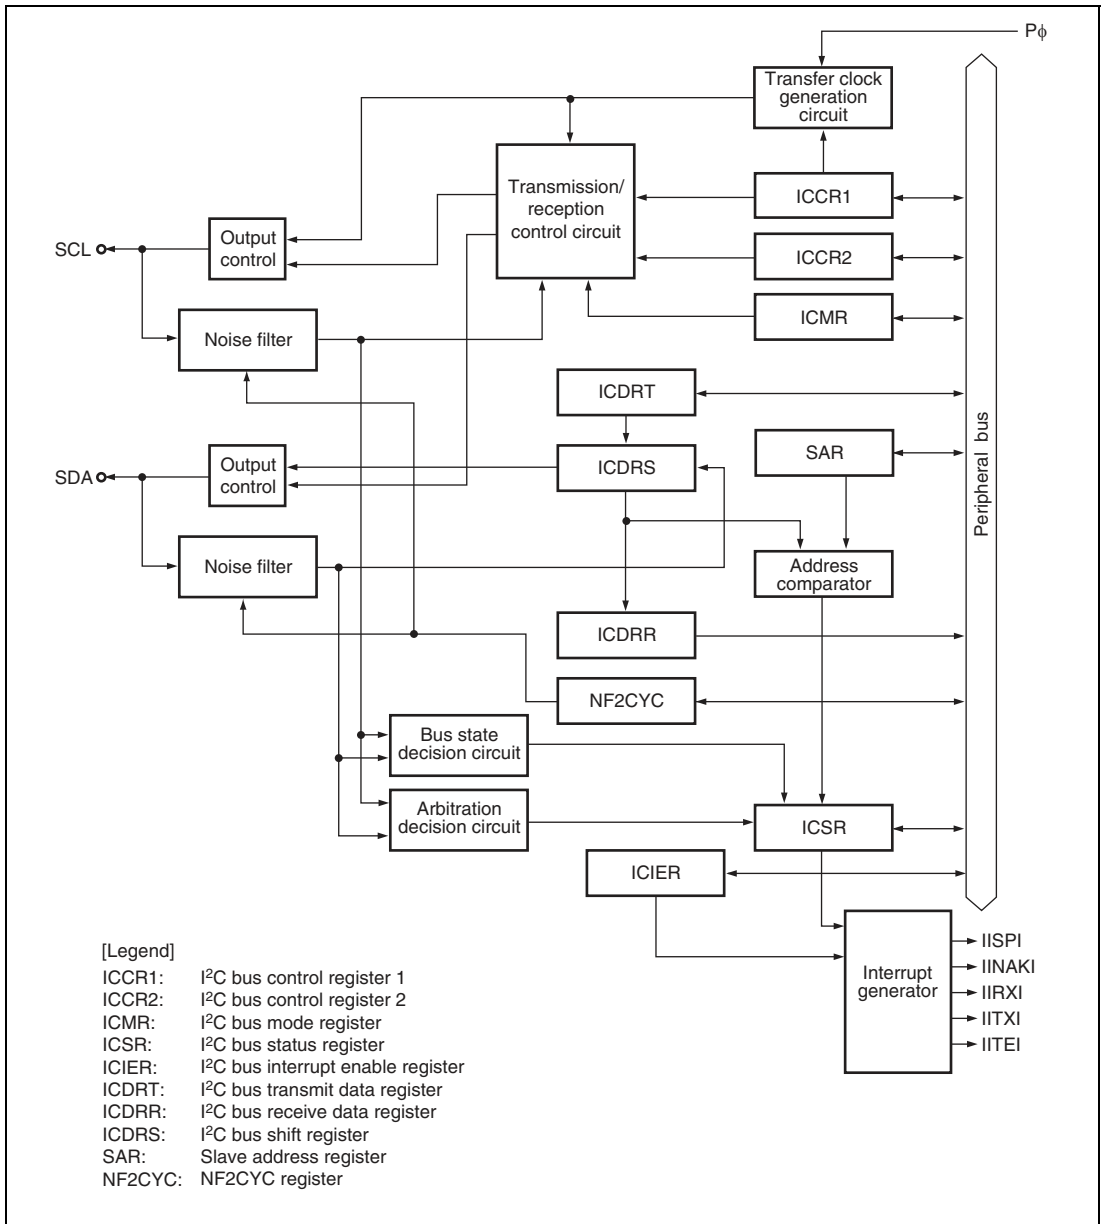 Pϕ
Transfer clock
generation
circuit
Transmission/
reception
control circuit
ICCR1
SCL
Output
control
ICCR2
ICMR
Noise filter
ICDRT
Peripheral bus
SDA
Output
control
ICDRS
SAR
Noise filter
Address
comparator
ICDRR
NF2CYC
Bus state
decision circuit
Arbitration
decision circuit
ICSR
ICIER
Interrupt
generator
IISPI
IINAKI
IIRXI
IITXI
IITEI
[Legend]
ICCR1: I²C bus control register 1
ICCR2: I²C bus control register 2
ICMR: I²C bus mode register
ICSR: I²C bus status register
ICIER: I²C bus interrupt enable register
ICDRT: I²C bus transmit data register
ICDRR: I²C bus receive data register
ICDRS: I²C bus shift register
SAR: Slave address register
NF2CYC: NF2CYC register